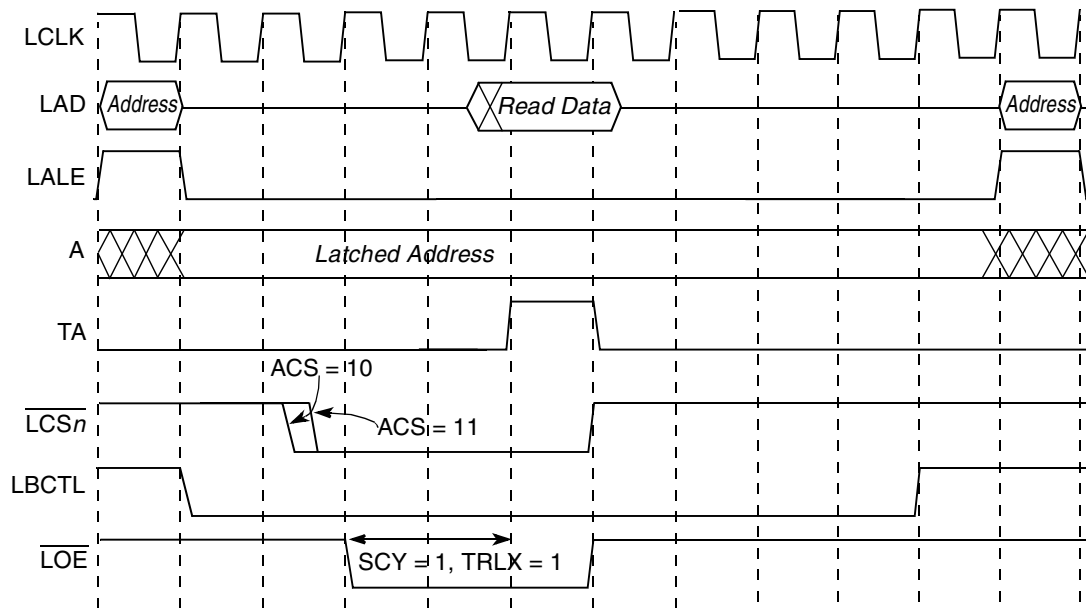 LCLK
LAD Address Read Data Address
LALE
A Latched Address
TA
ACS = 10
LCSn ACS = 11
LBCTL
LOE SCY = 1, TRLX = 1